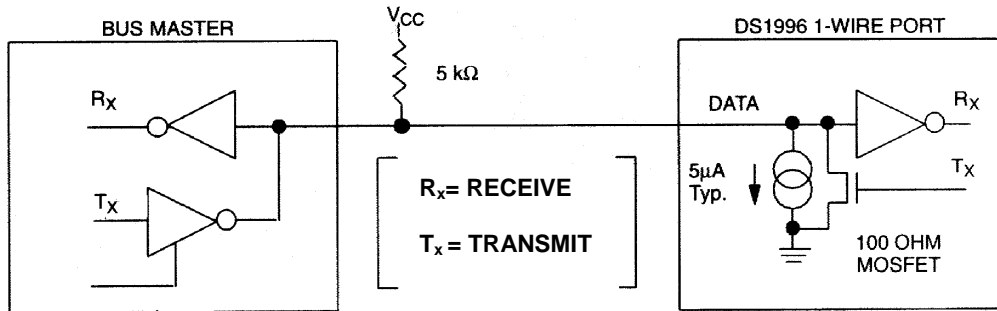 BUS MASTER
VCC
DS1996 1-WIRE PORT
5 kΩ
RX
DATA
RX
TX
5µA
Typ.
TX
Rx= RECEIVE
Tx = TRANSMIT
100 OHM
MOSFET